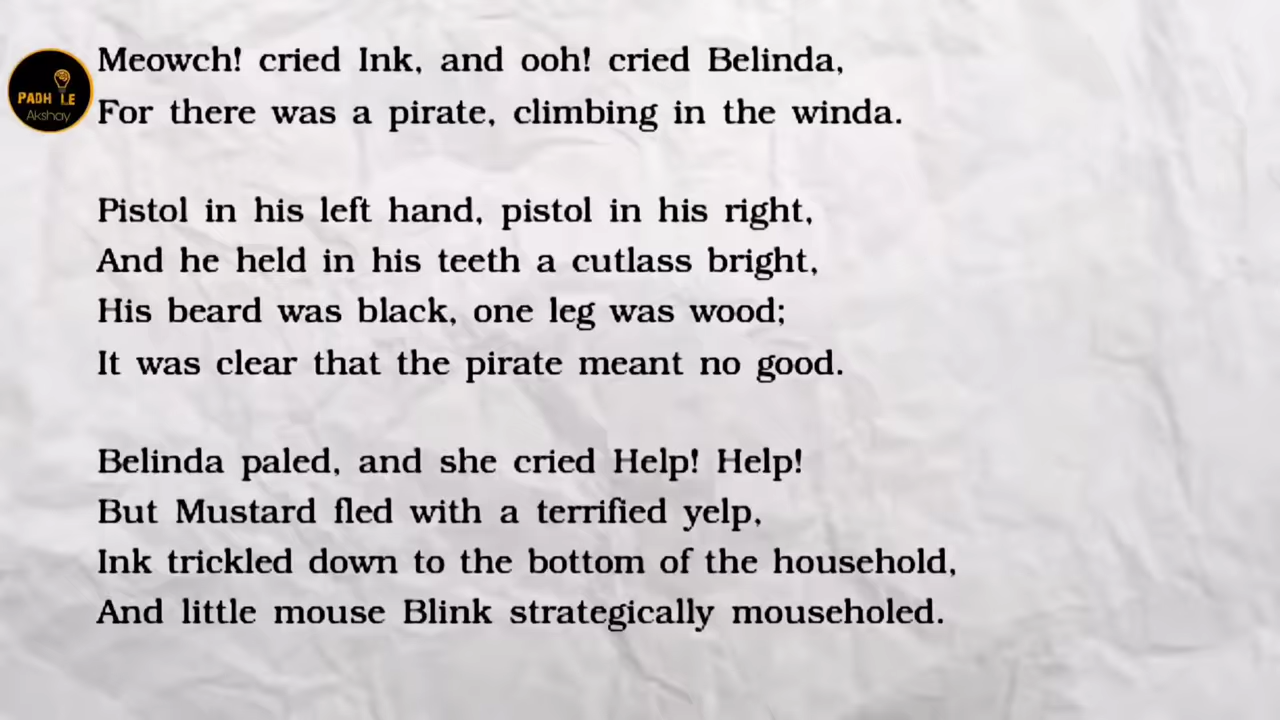 Meowch! cried Ink, and ooh! cried Belinda,
For there was a pirate, climbing in the winda.
Pistol in his left hand, pistol in his right,
And he held in his teeth a cutlass bright,
His beard was black, one leg was wood;
It was clear that the pirate meant no good.
Belinda paled, and she cried Help! Help!
But Mustard fled with a terrified yelp,
Ink trickled down to the bottom of the household,
And little mouse Blink strategically mouseholed.
PADH LE
Akshay